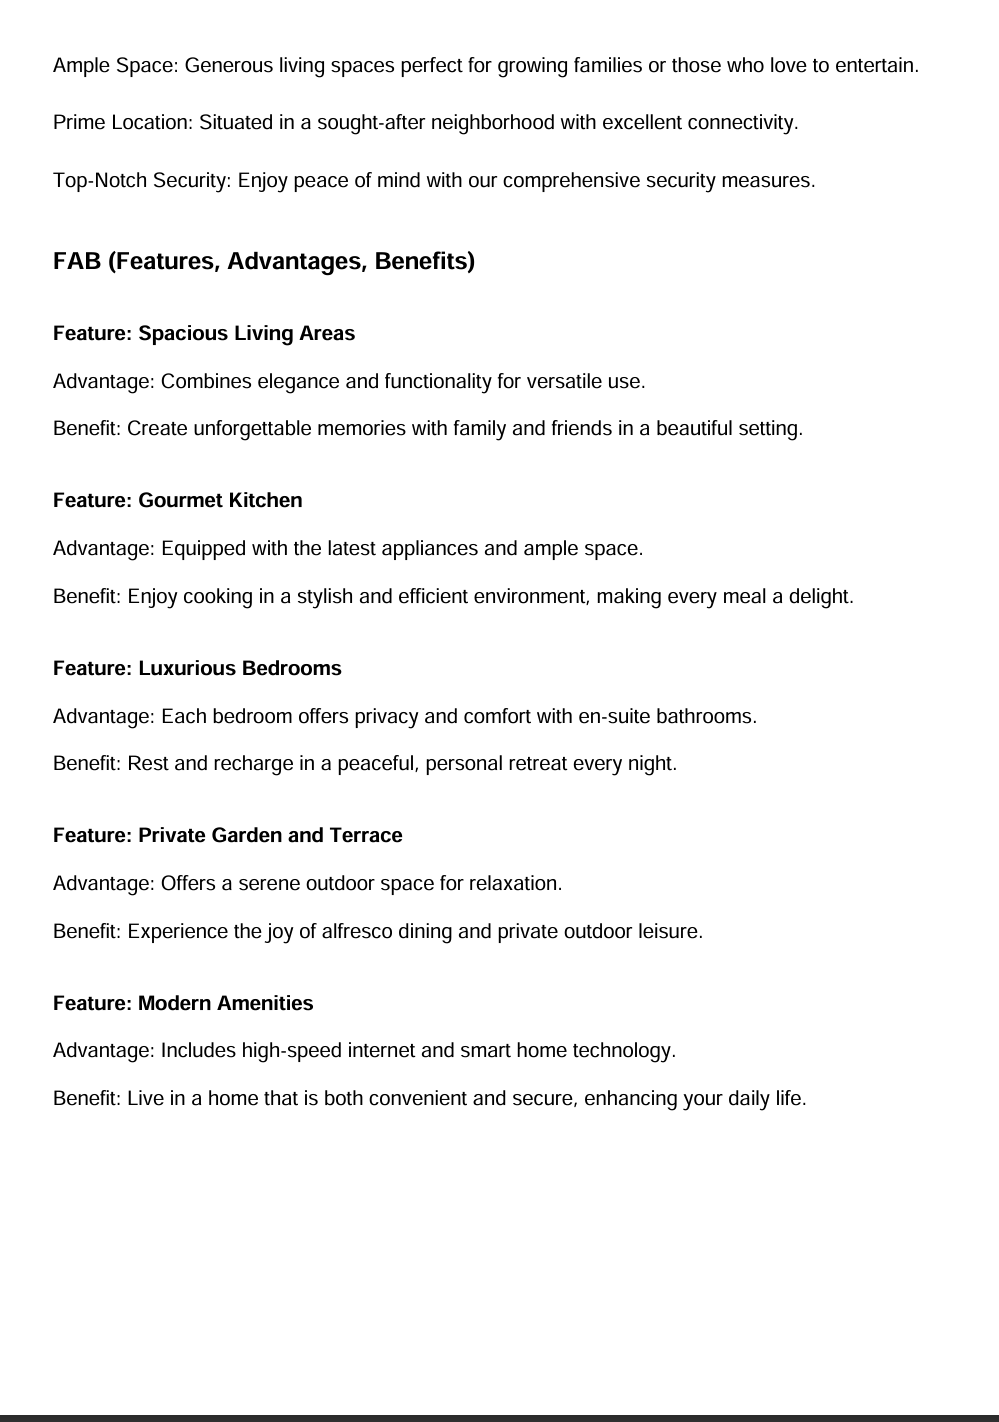 Ample Space: Generous living spaces perfect for growing families or those who love to entertain.
Prime Location: Situated in a sought-after neighborhood with excellent connectivity.
Top-Notch Security: Enjoy peace of mind with our comprehensive security measures.
FAB (Features, Advantages, Benefits)
Feature: Spacious Living Areas
Advantage: Combines elegance and functionality for versatile use.
Benefit: Create unforgettable memories with family and friends in a beautiful setting.
Feature: Gourmet Kitchen
Advantage: Equipped with the latest appliances and ample space.
Benefit: Enjoy cooking in a stylish and efficient environment, making every meal a delight.
Feature: Luxurious Bedrooms
Advantage: Each bedroom offers privacy and comfort with en-suite bathrooms.
Benefit: Rest and recharge in a peaceful, personal retreat every night.
Feature: Private Garden and Terrace
Advantage: Offers a serene outdoor space for relaxation.
Benefit: Experience the joy of alfresco dining and private outdoor leisure.
Feature: Modern Amenities
Advantage: Includes high-speed internet and smart home technology.
Benefit: Live in a home that is both convenient and secure, enhancing your daily life.